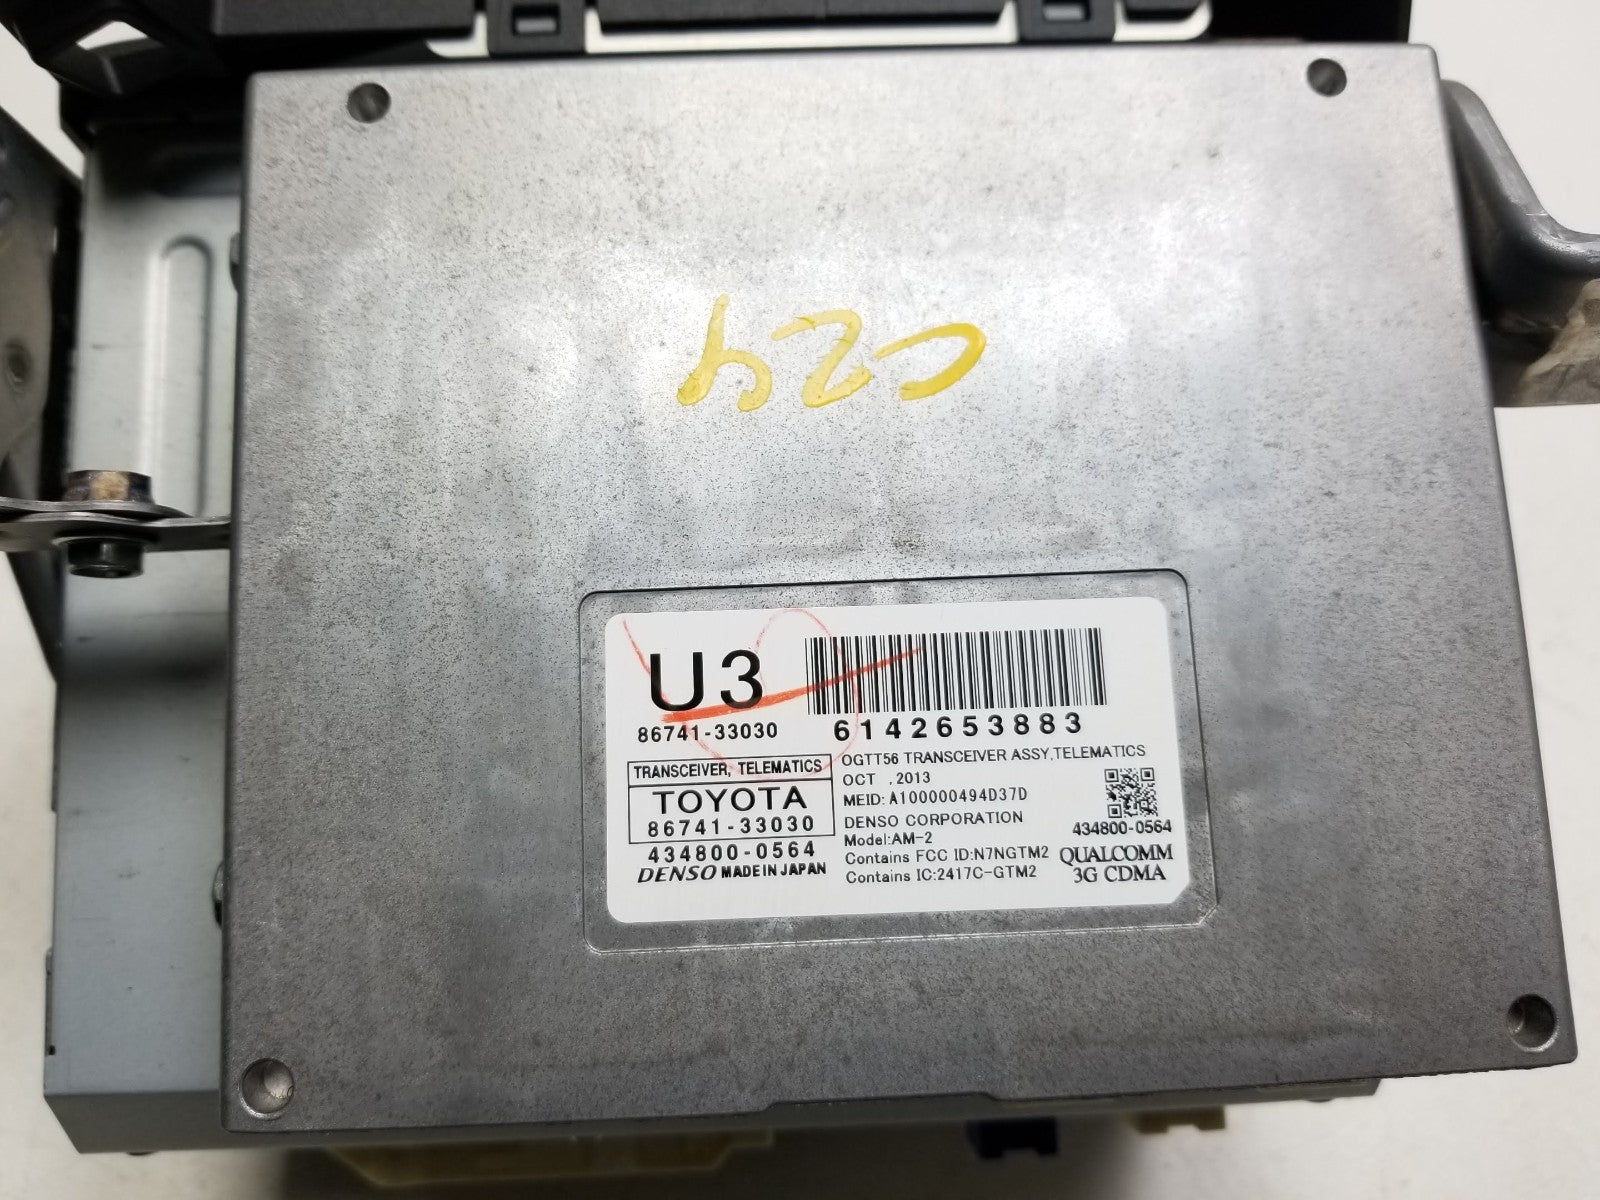 C24
U3
86741-33030
6142653883
TRANSCEIVER, TELEMATICS
TOYOTA
86741-33030
434800-0564
DENSO MADE IN JAPAN
OGTT56 TRANSCEIVER ASSY,TELEMATICS
OCT .2013
MEID: A100000494D37D
DENSO CORPORATION
Model:AM-2
Contains FCC ID:N7NGTM2
Contains IC:2417C-GTM2
434800-0564
QUALCOMM
3G CDMA